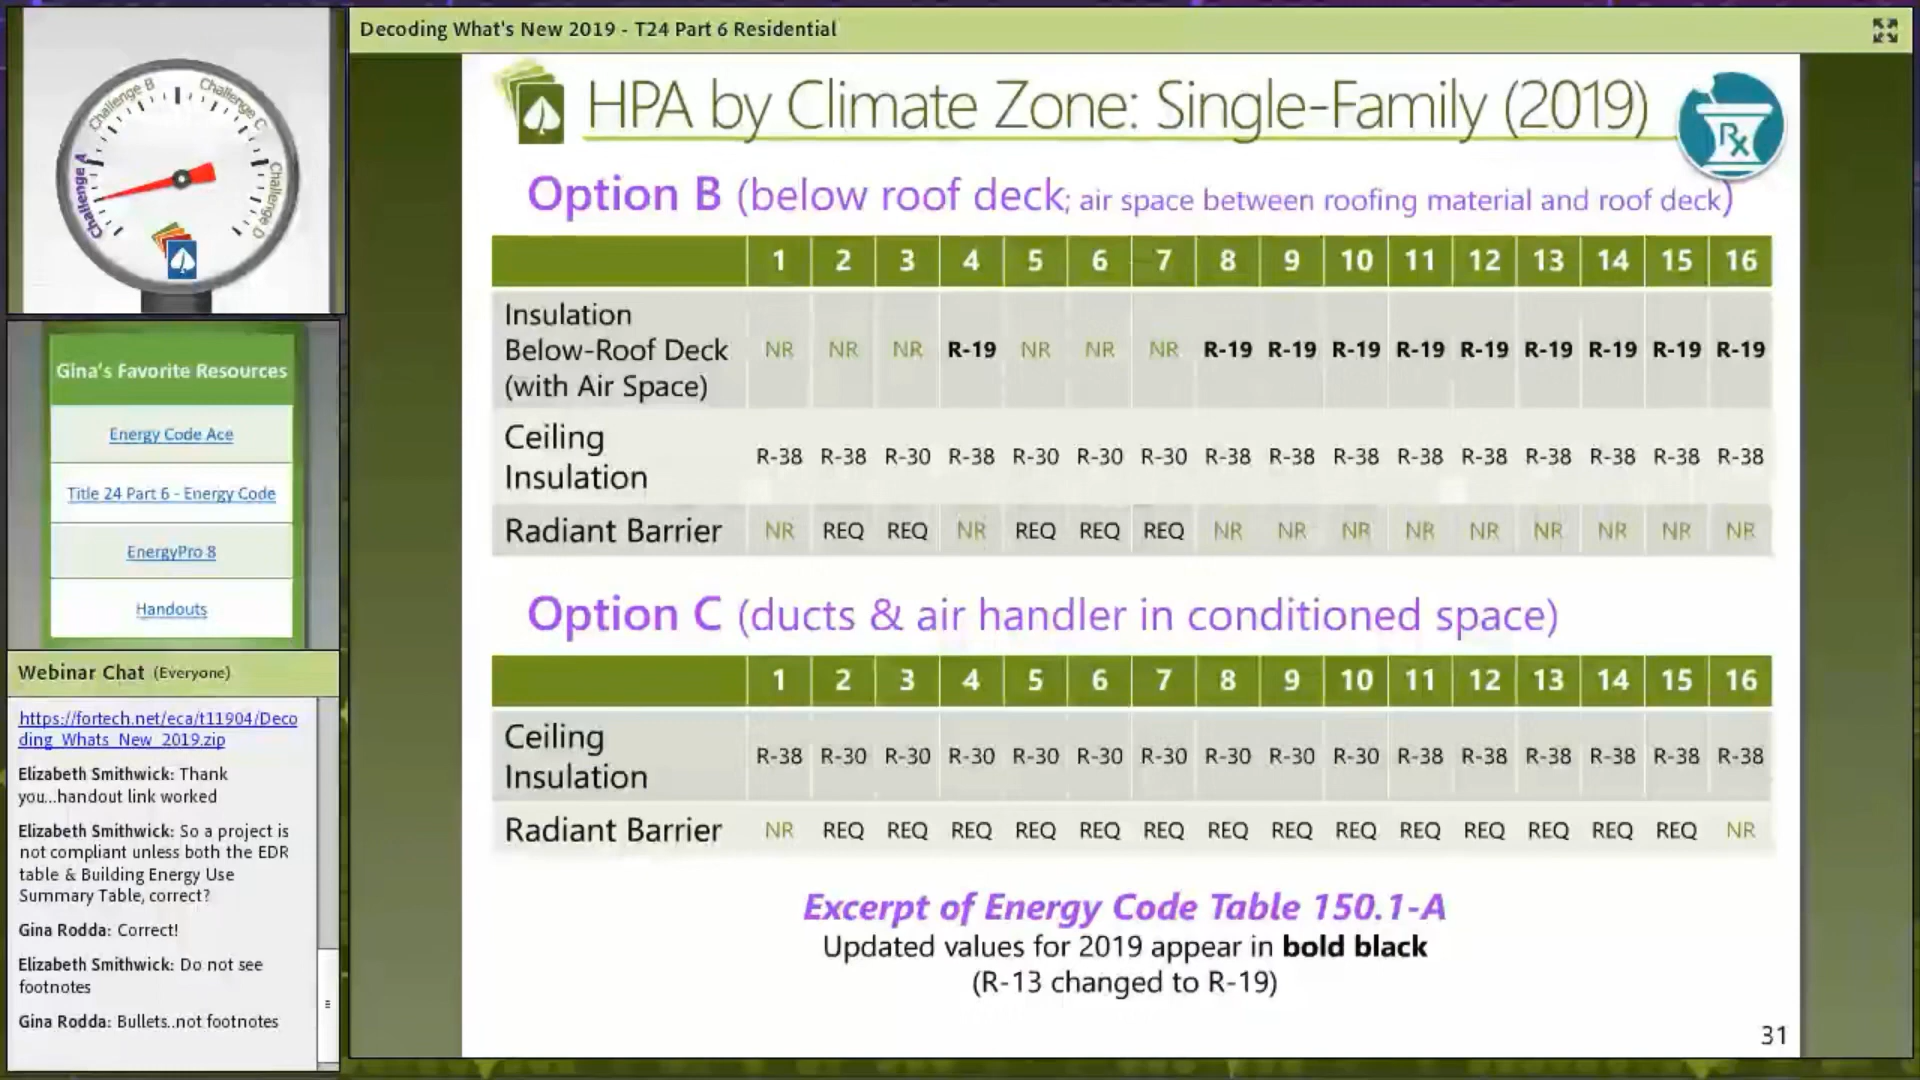 Decoding What's New 2019 - T24 Part 6 Residential
Challenge A
Challenge B
Challenge C
Challenge D
Gina's Favorite Resources
Energy Code Ace
Title 24 Part 6 - Energy Code
EnergyPro 8
Handouts
Webinar Chat (Everyone)
https://fortech.net/eca/t11904/Deco
ding_Whats_New_2019.zip
Elizabeth Smithwick: Thank
you...handout link worked
Elizabeth Smithwick: So a project is
not compliant unless both the EDR
table & Building Energy Use
Summary Table, correct?
Gina Rodda: Correct!
Elizabeth Smithwick: Do not see
footnotes
Gina Rodda: Bullets..not footnotes
HPA by Climate Zone: Single-Family (2019)
Rx
Option B (below roof deck; air space between roofing material and roof deck)
1 2 3 4 5 6 7 8 9 10 11 12 13 14 15 16
Insulation
Below-Roof Deck
(with Air Space)
NR NR NR R-19 NR NR NR R-19 R-19 R-19 R-19 R-19 R-19 R-19 R-19 R-19
Ceiling
Insulation
R-38 R-38 R-30 R-38 R-30 R-30 R-30 R-38 R-38 R-38 R-38 R-38 R-38 R-38 R-38 R-38
Radiant Barrier NR REQ REQ NR REQ REQ REQ NR NR NR NR NR NR NR NR NR
Option C (ducts & air handler in conditioned space)
1 2 3 4 5 6 7 8 9 10 11 12 13 14 15 16
Ceiling
Insulation
R-38 R-30 R-30 R-30 R-30 R-30 R-30 R-30 R-30 R-30 R-38 R-38 R-38 R-38 R-38 R-38
Radiant Barrier NR REQ REQ REQ REQ REQ REQ REQ REQ REQ REQ REQ REQ REQ REQ NR
Excerpt of Energy Code Table 150.1-A
Updated values for 2019 appear in bold black
(R-13 changed to R-19)
31